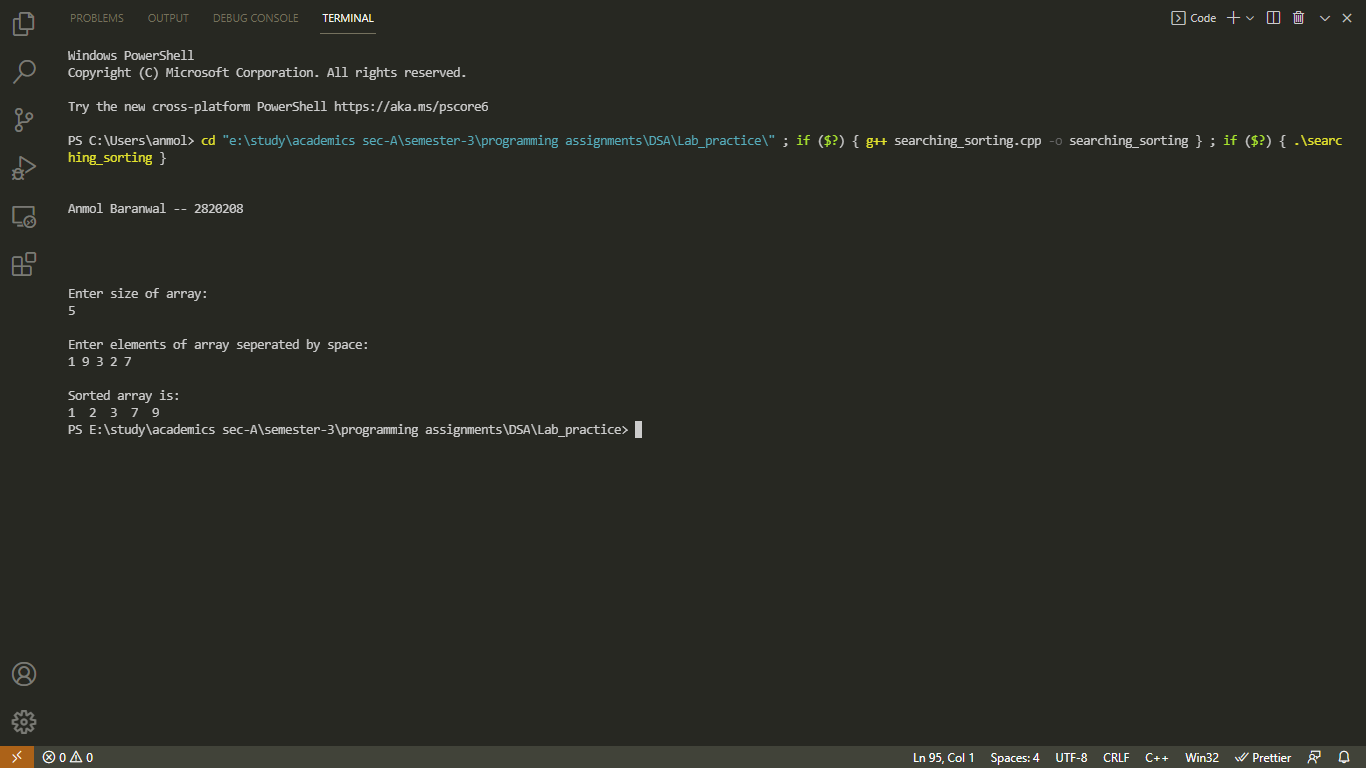 PROBLEMS OUTPUT DEBUG CONSOLE TERMINAL Code
Windows PowerShell
Copyright (C) Microsoft Corporation. All rights reserved.
Try the new cross-platform PowerShell https://aka.ms/pscore6
PS C:\Users\anmol> cd "e:\study\academics sec-A\semester-3\programming assignments\DSA\Lab_practice\" ; if ($?) { g++ searching_sorting.cpp -o searching_sorting } ; if ($?) { .\searc
hing_sorting }
Anmol Baranwal -- 2820208
Enter size of array:
5
Enter elements of array seperated by space:
1 9 3 2 7
Sorted array is:
1  2  3  7  9
PS E:\study\academics sec-A\semester-3\programming assignments\DSA\Lab_practice>
0 0 Ln 95, Col 1 Spaces: 4 UTF-8 CRLF C++ Win32 Prettier